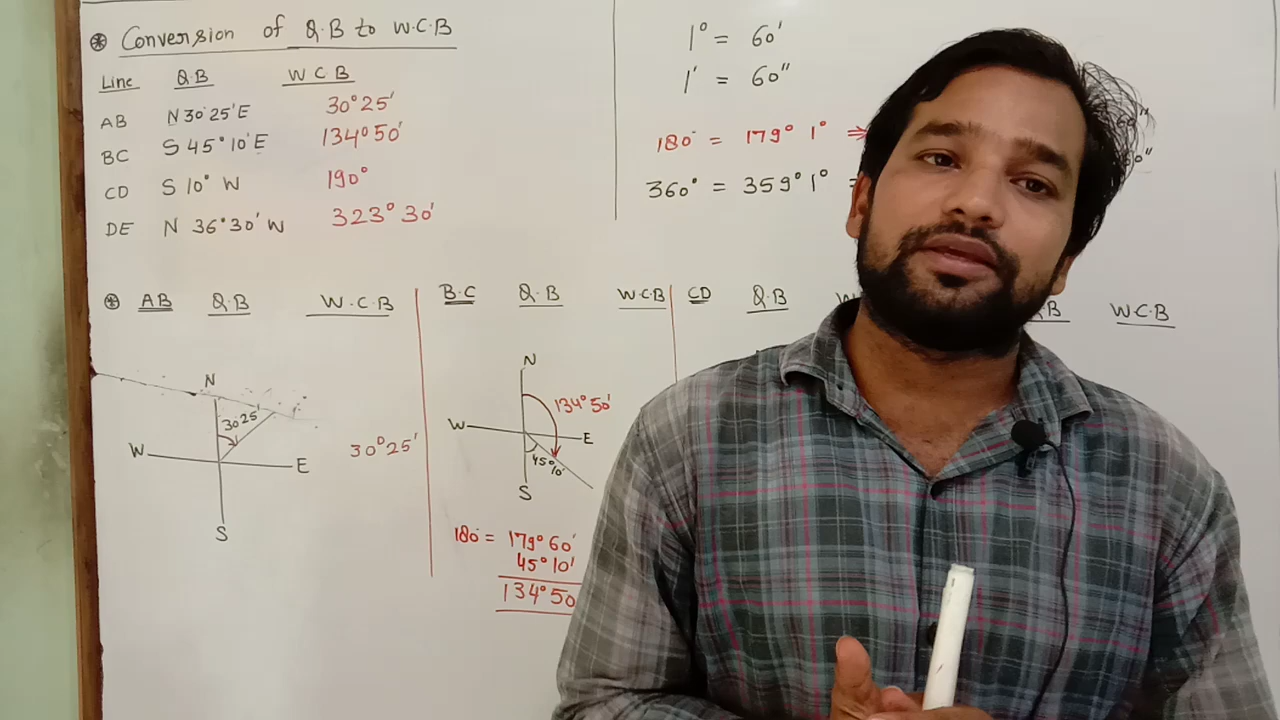 Conversion of Q.B to W.C.B
Line Q.B W C B
AB N 30°25'E 30°25'
BC S 45°10'E 134°50'
CD S 10° W 190°
DE N 36°30' W 323°30'
1° = 60'
1' = 60"
180° = 179° 1° ⇒
360° = 359° 1° =
AB Q.B W.C.B
N
30 25'
W
E
S
30°25'
B.C Q.B W.C.B
N
134°50'
W
E
45°10'
S
180 = 179° 60'
45°10'
134°50
CD Q.B
W.C.B